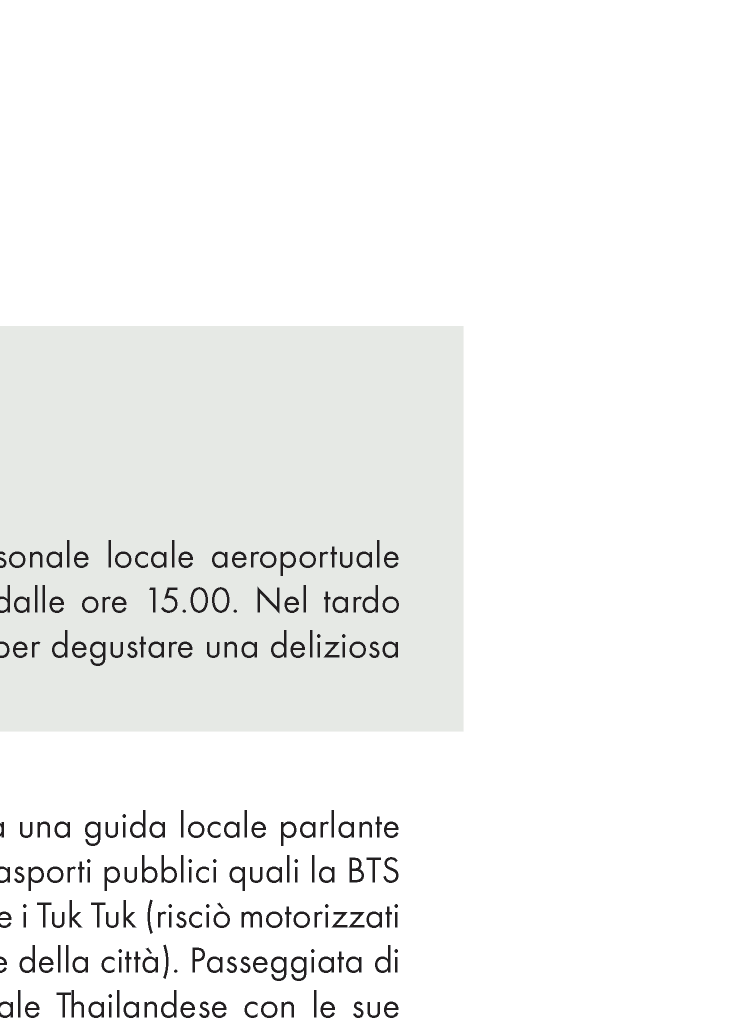 sonale locale aeroportuale
dalle ore 15.00. Nel tardo
per degustare una deliziosa
a una guida locale parlante
asporti pubblici quali la BTS
e i Tuk Tuk (risciò motorizzati
e della città). Passeggiata di
ale Thailandese con le sue